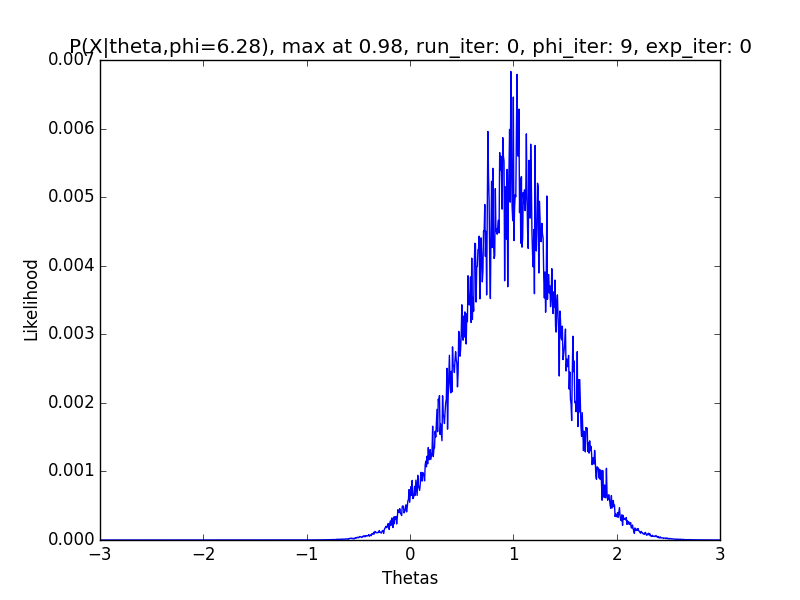 P(X|theta,phi=6.28), max at 0.98, run_iter: 0, phi_iter: 9, exp_iter: 0
0.007
0.006
0.005
0.004
0.003
0.002
0.001
0.000
Likelihood
−3 −2 −1 0 1 2 3
Thetas